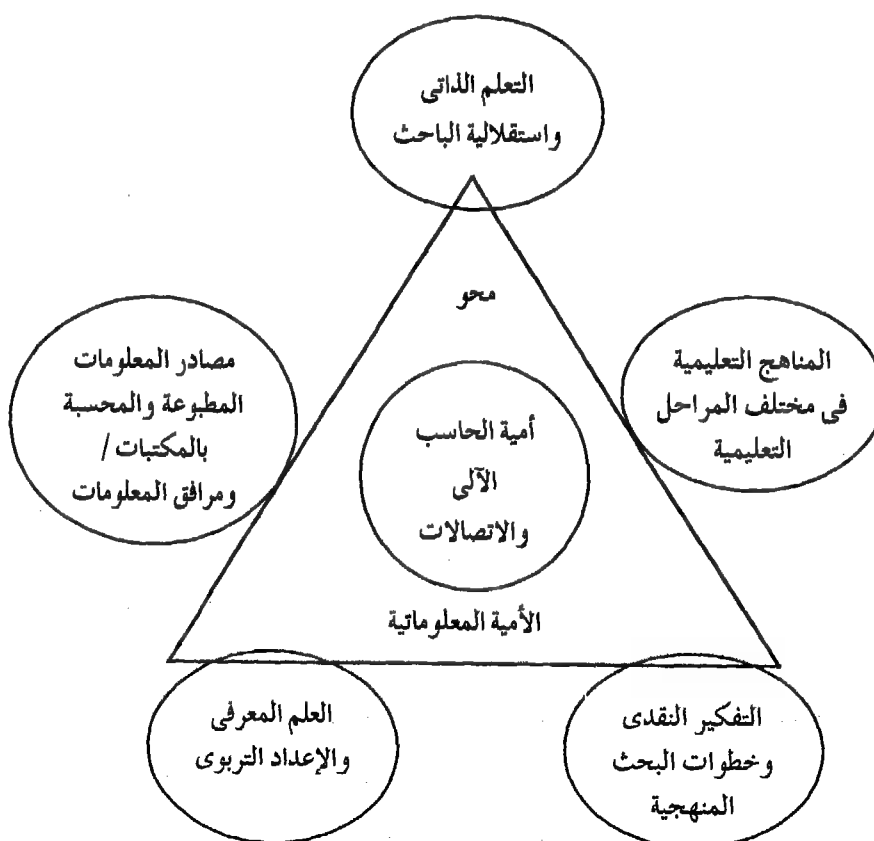 التعلم الذاتى
واستقلالية الباحث
محو
المناهج التعليمية
فى مختلف المراحل
التعليمية
مصادر المعلومات
المطبوعة والمحسبة
بالمكتبات /
ومرافق المعلومات
أمية الحاسب
الآلى
والاتصالات
الأمية المعلوماتية
التفكير النقدى
وخطوات البحث
المنهجية
العلم المعرفى
والإعداد التربوى